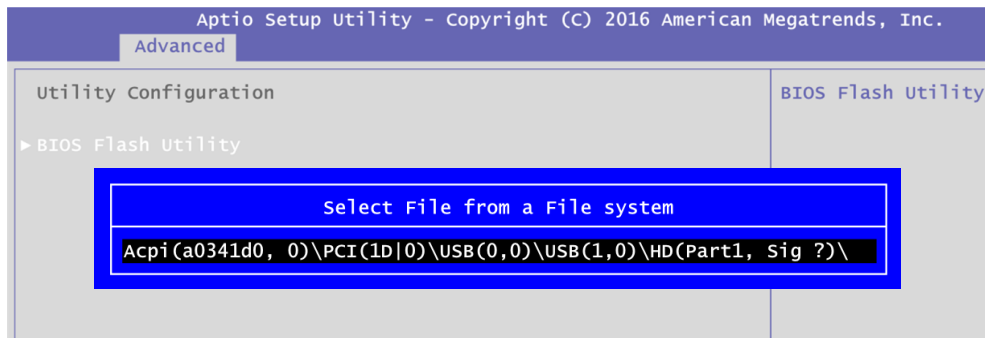 Aptio Setup Utility - Copyright (C) 2016 American Megatrends, Inc.
Advanced
Utility Configuration
BIOS Flash Utility
►BIOS Flash Utility
Select File from a File system
Acpi(a0341d0, 0)\PCI(1D|0)\USB(0,0)\USB(1,0)\HD(Part1, Sig ?)\